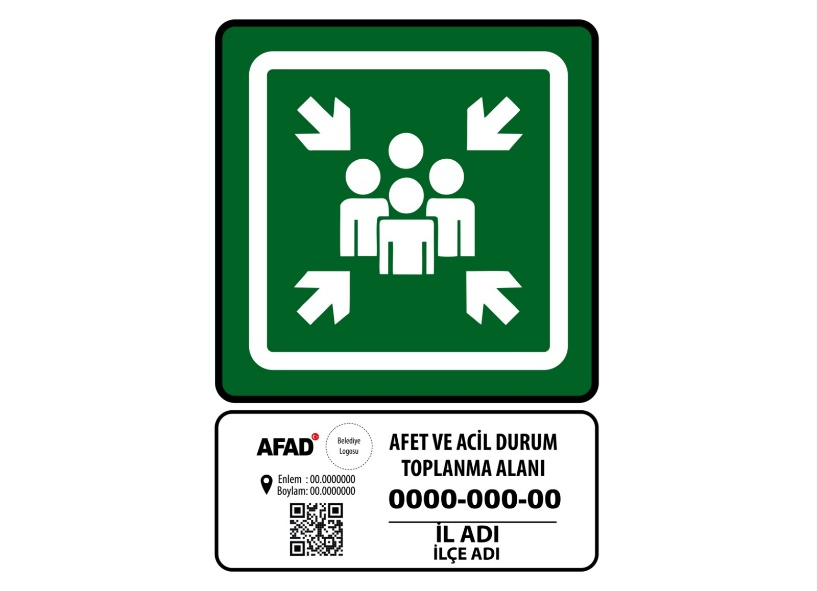 AFAD
Belediye
Logosu
Enlem : 00.0000000
Boylam: 00.0000000
AFET VE ACİL DURUM
TOPLANMA ALANI
0000-000-00
İL ADI
İLÇE ADI